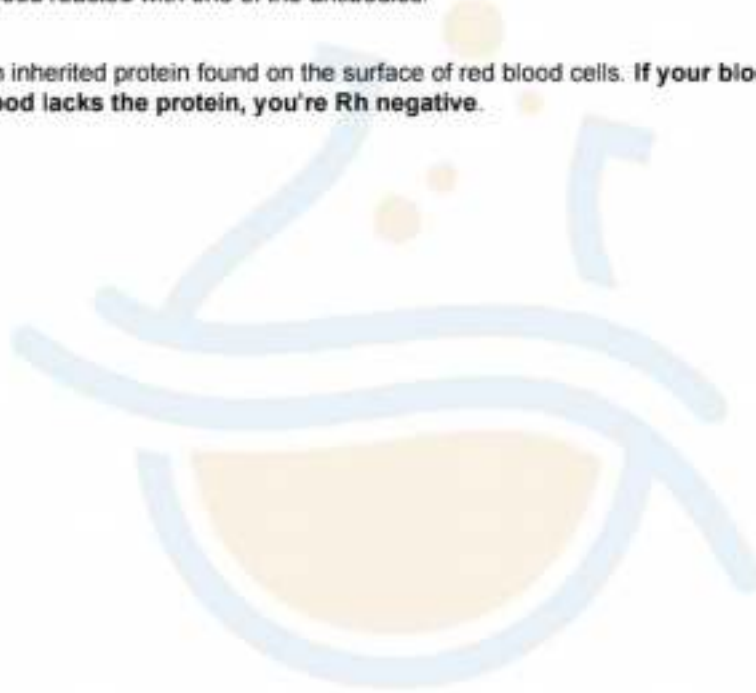 inherited protein found on the surface of red blood cells. If your blo
lacks the protein, you're Rh negative.